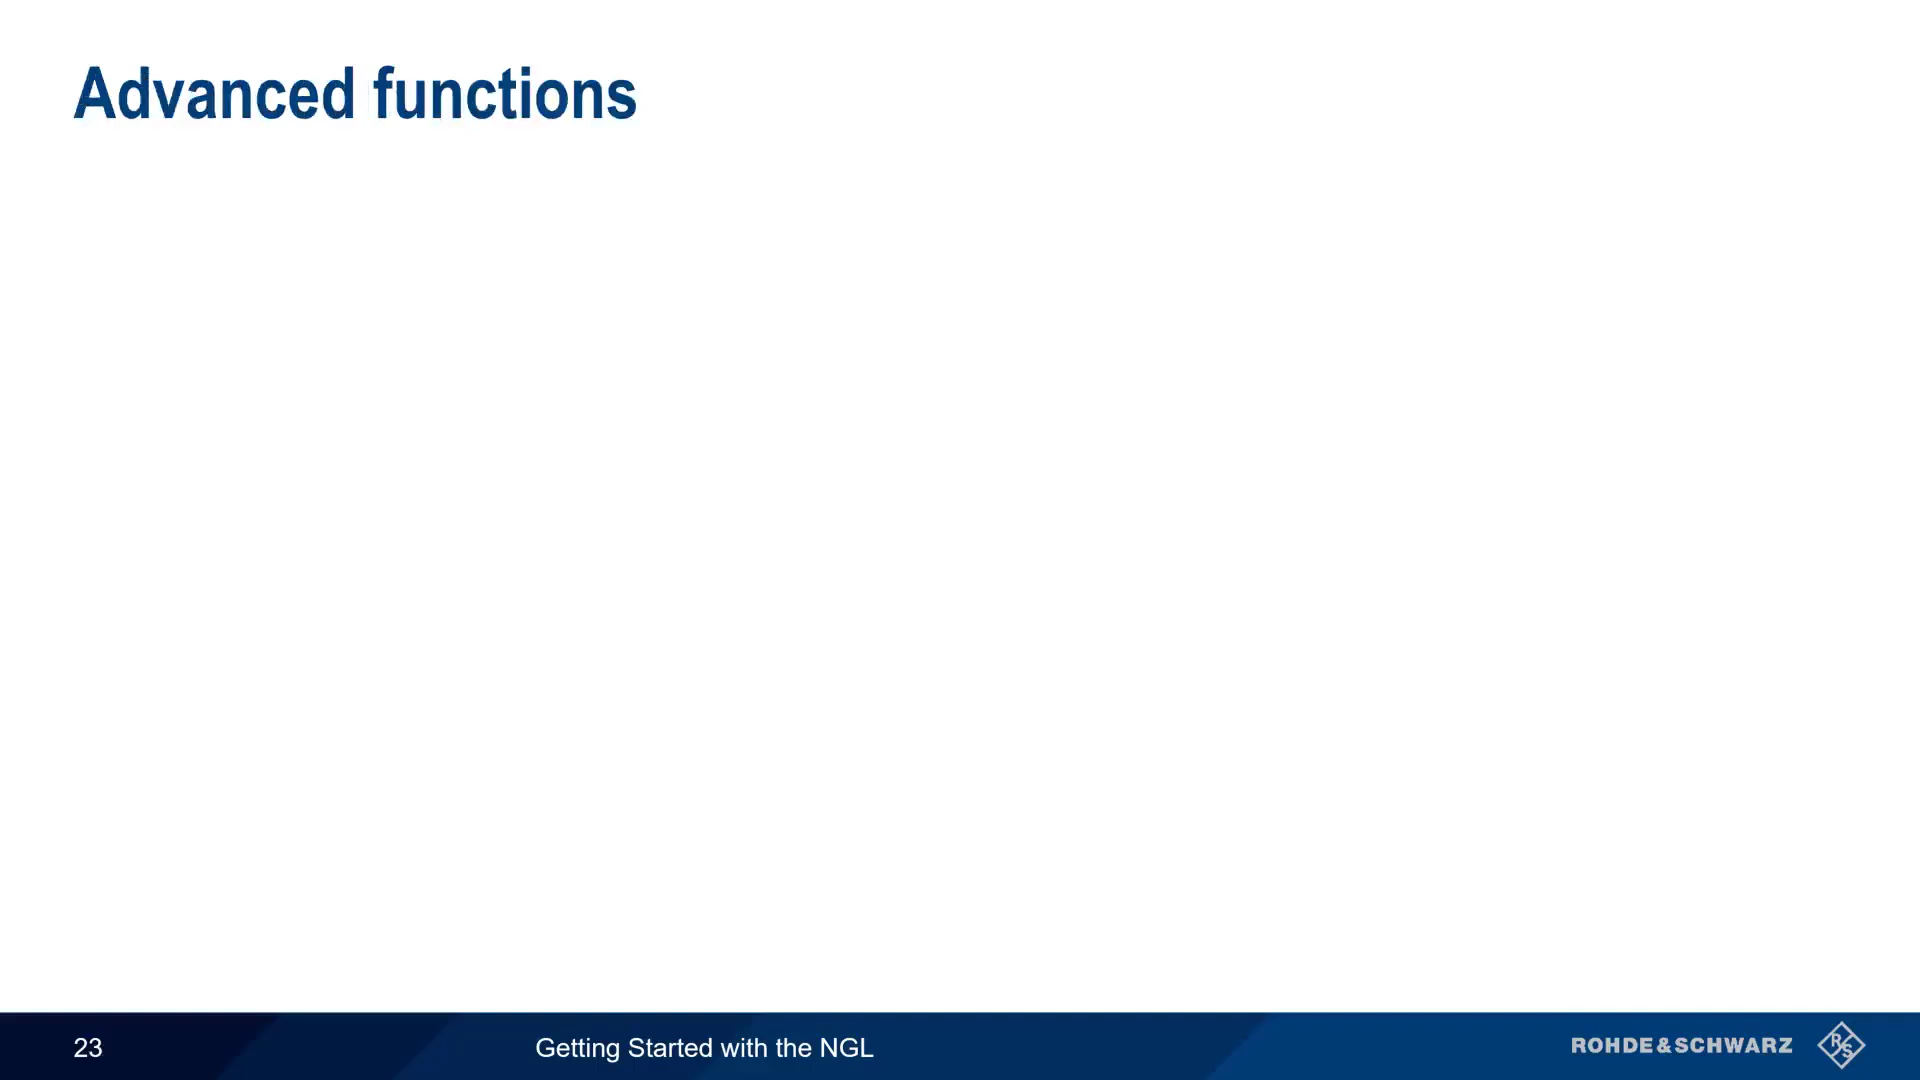 Advanced functions
23
Getting Started with the NGL
ROHDE&SCHWARZ
R
S